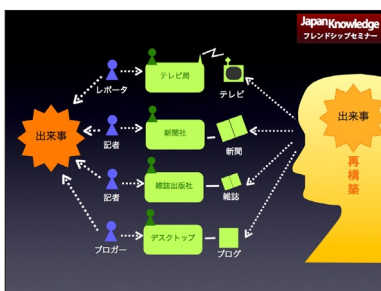 JapanKnowledge
フレンドシップセミナー
レポータ
テレビ局
テレビ
出来事
記者
新聞社
新聞
出来事
再構築
記者
雑誌出版社
雑誌
ブロガー
デスクトップ
ブログ